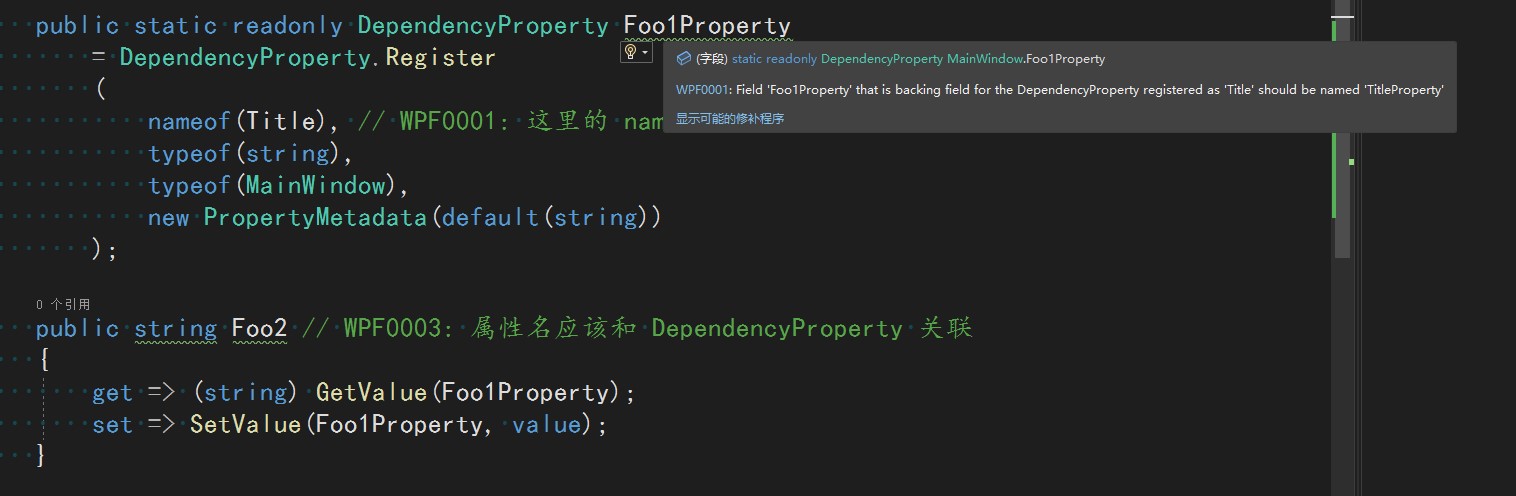 public static readonly DependencyProperty Foo1Property
= DependencyProperty.Register
(
(字段) static readonly DependencyProperty MainWindow.Foo1Property
WPF0001: Field 'Foo1Property' that is backing field for the DependencyProperty registered as 'Title' should be named 'TitleProperty'
显示可能的修补程序
nameof(Title), // WPF0001: 这里的
typeof(string),
typeof(MainWindow),
new PropertyMetadata(default(string))
);
0 个引用
public string Foo2 // WPF0003: 属性名应该和 DependencyProperty 关联
{
get => (string) GetValue(Foo1Property);
set => SetValue(Foo1Property, value);
}